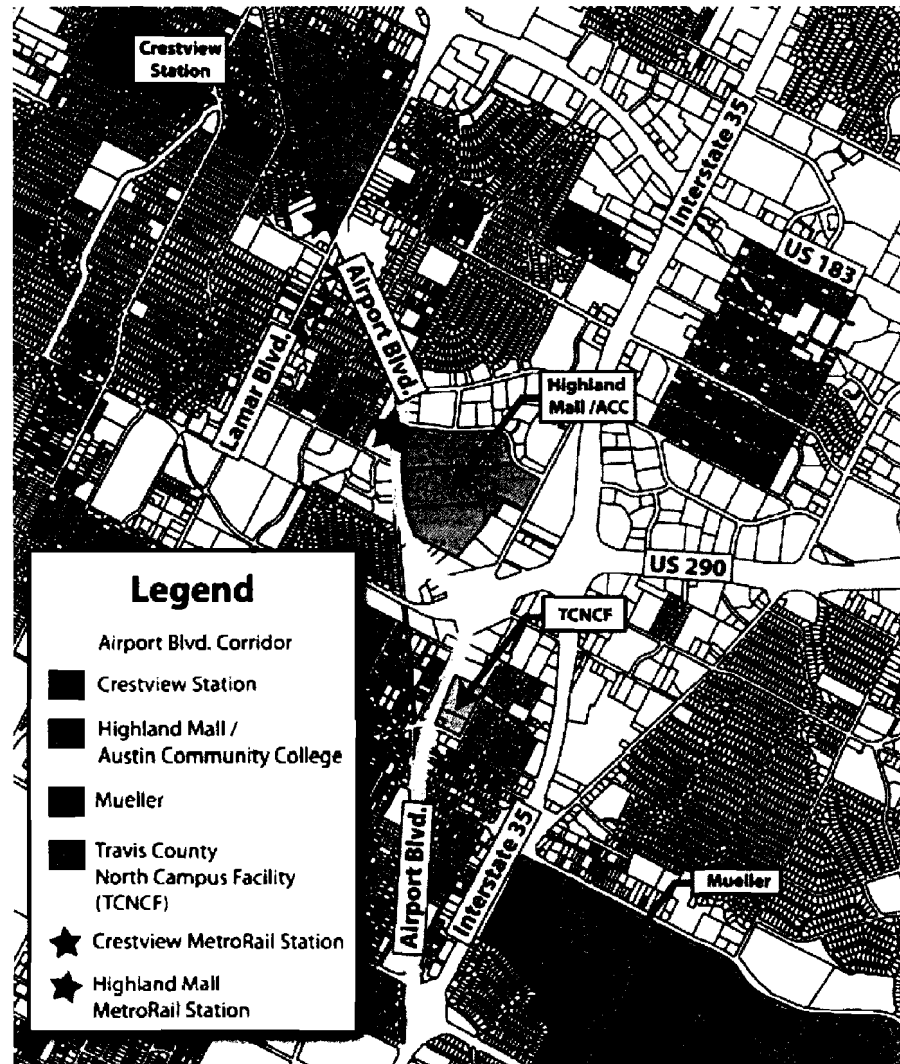 Crestview
Station
Interstate 35
US 183
Airport Blvd.
Lamar Blvd.
Highland
Mall /ACC
US 290
TCNCF
Legend
Airport Blvd. Corridor
Crestview Station
Highland Mall /
Austin Community College
Mueller
Travis County
North Campus Facility
(TCNCF)
Crestview MetroRail Station
Highland Mall
MetroRail Station
Airport Blvd.
Interstate 35
Mueller